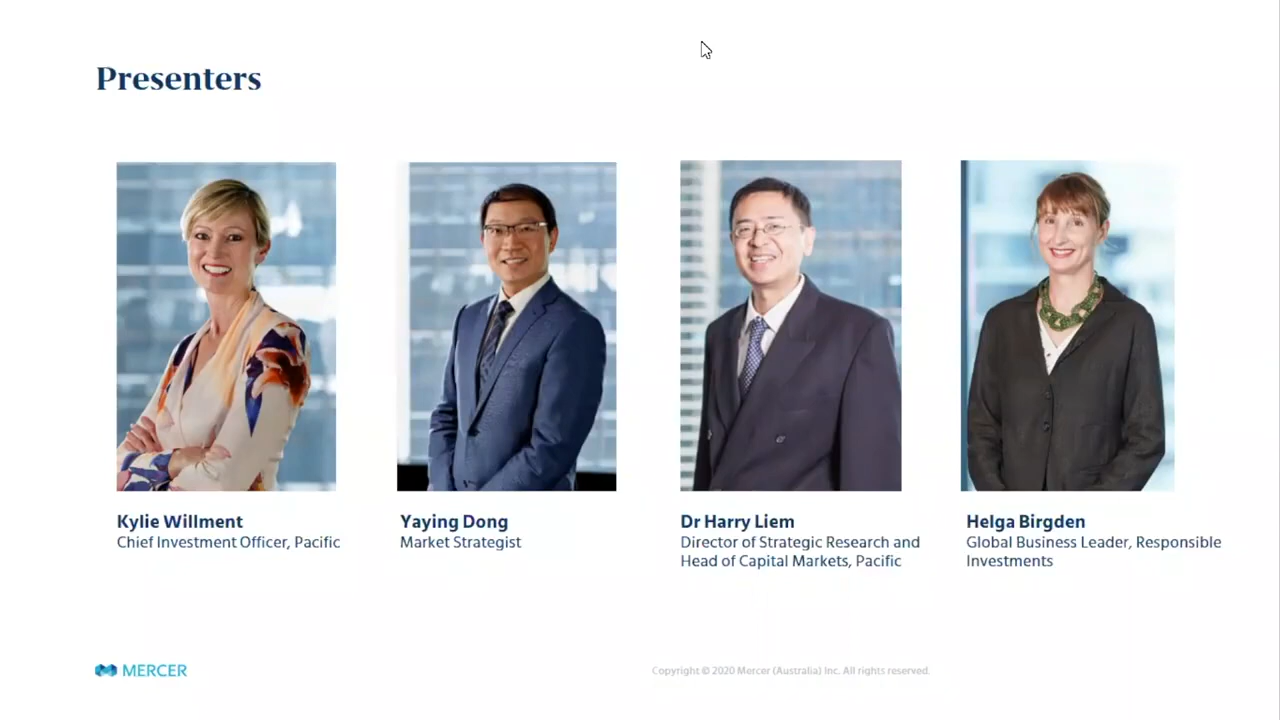 Presenters
Kylie Willment
Chief Investment Officer, Pacific
Yaying Dong
Market Strategist
Dr Harry Liem
Director of Strategic Research and
Head of Capital Markets, Pacific
Helga Birgden
Global Business Leader, Responsible
Investments
MERCER
Copyright © 2020 Mercer (Australia) Inc. All rights reserved.